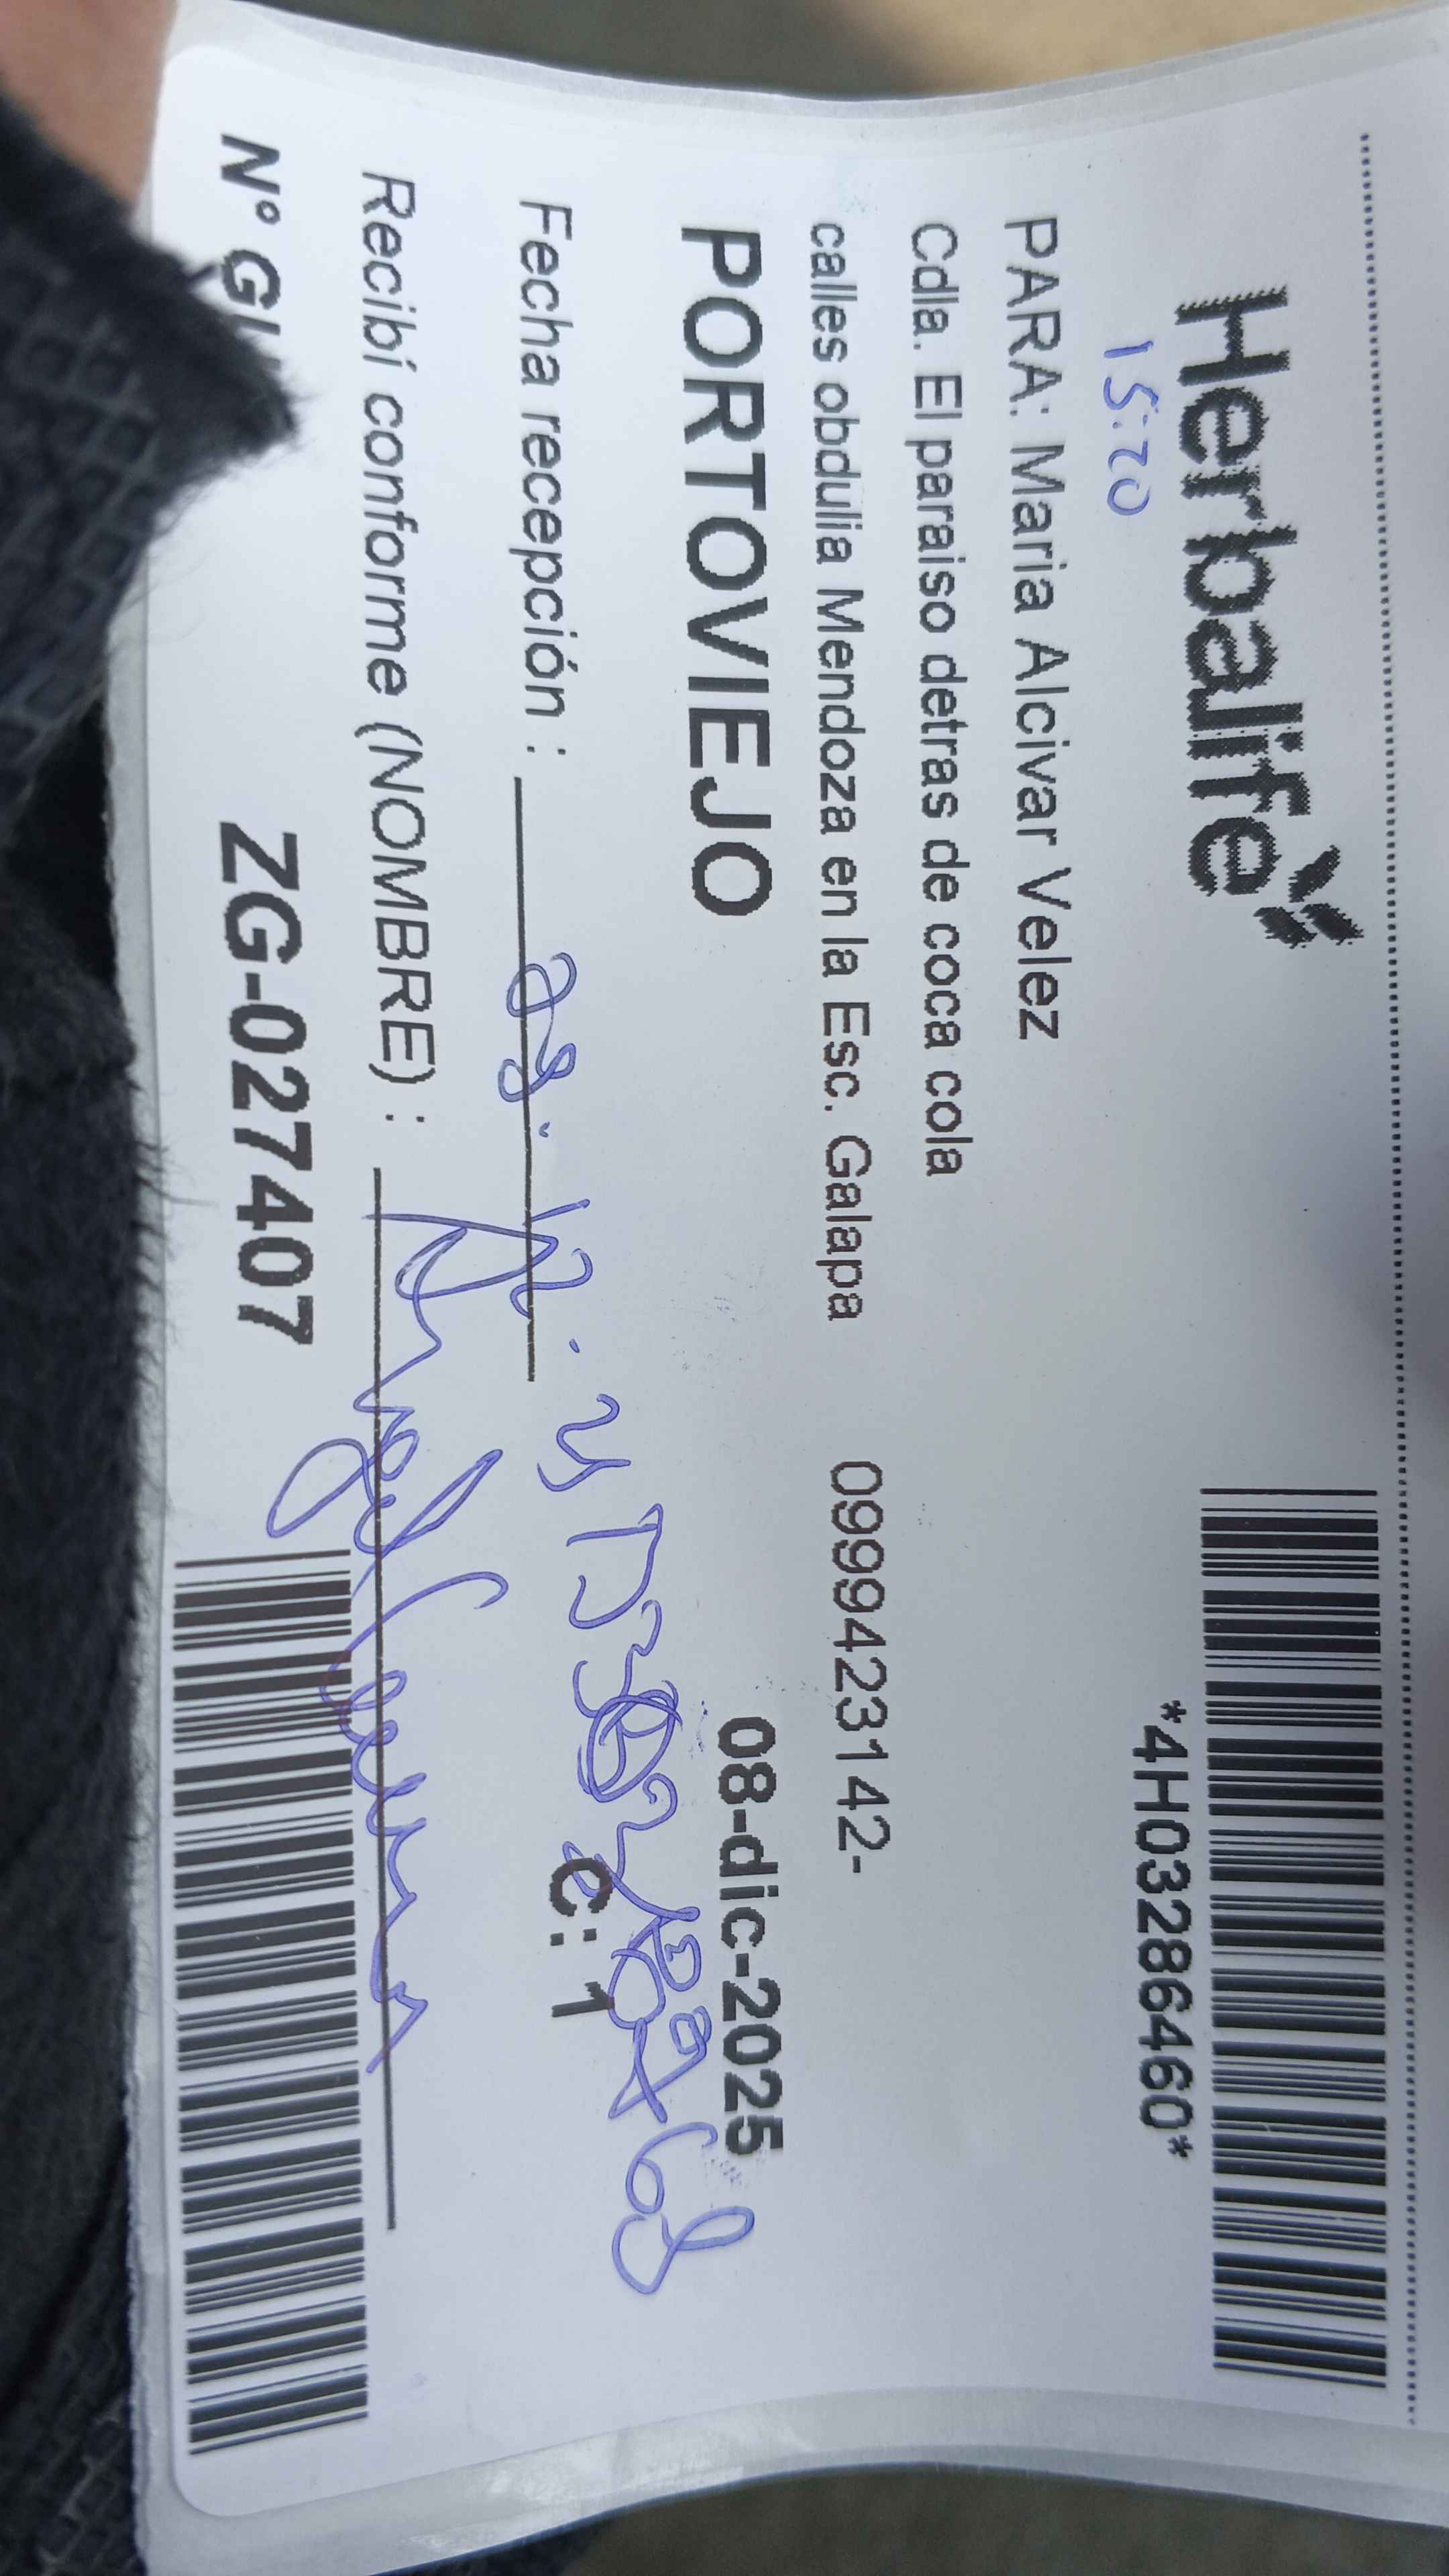 Herbalife
*4H03286460*
15:20
PARA: Maria Alcivar Velez
Cdla. El paraiso detras de coca cola
calles obdulia Mendoza en la Esc. Galapa 0999423142-
PORTOVIEJO 08-dic-2025
Fecha recepción :
C: 1
Recibí conforme (NOMBRE) :
N° ZG-027407